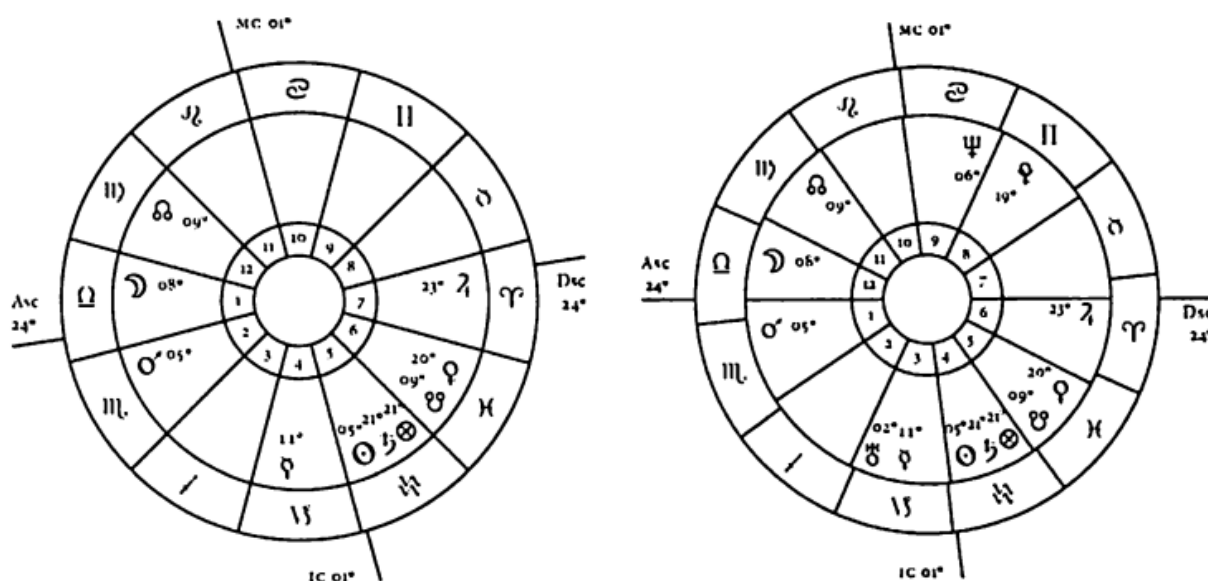 MC 01°
♋ ♊ ♉ ♈ ♓ ♒ ♑ ♐ ♏ ♎ ♍ ♌
Asc
24°
Dsc
24°
IC 01°
☊ 09°
☽ 08°
♂ 05°
11°
☿
05° 21° 21°
☉ ♄ ⊗
20° ♀
09° ☋
23° ♃
1 2 3 4 5 6 7 8 9 10 11 12
MC 01°
♋ ♊ ♉ ♈ ♓ ♒ ♑ ♐ ♏ ♎ ♍ ♌
Asc
24°
Dsc
24°
IC 01°
♆
06°
♇
19°
☊
09°
☽ 08°
♂ 05°
02° 11°
♅ ☿
05° 21° 21°
☉ ♄ ⊗
20° ♀
09° ☋
23° ♃
1 2 3 4 5 6 7 8 9 10 11 12